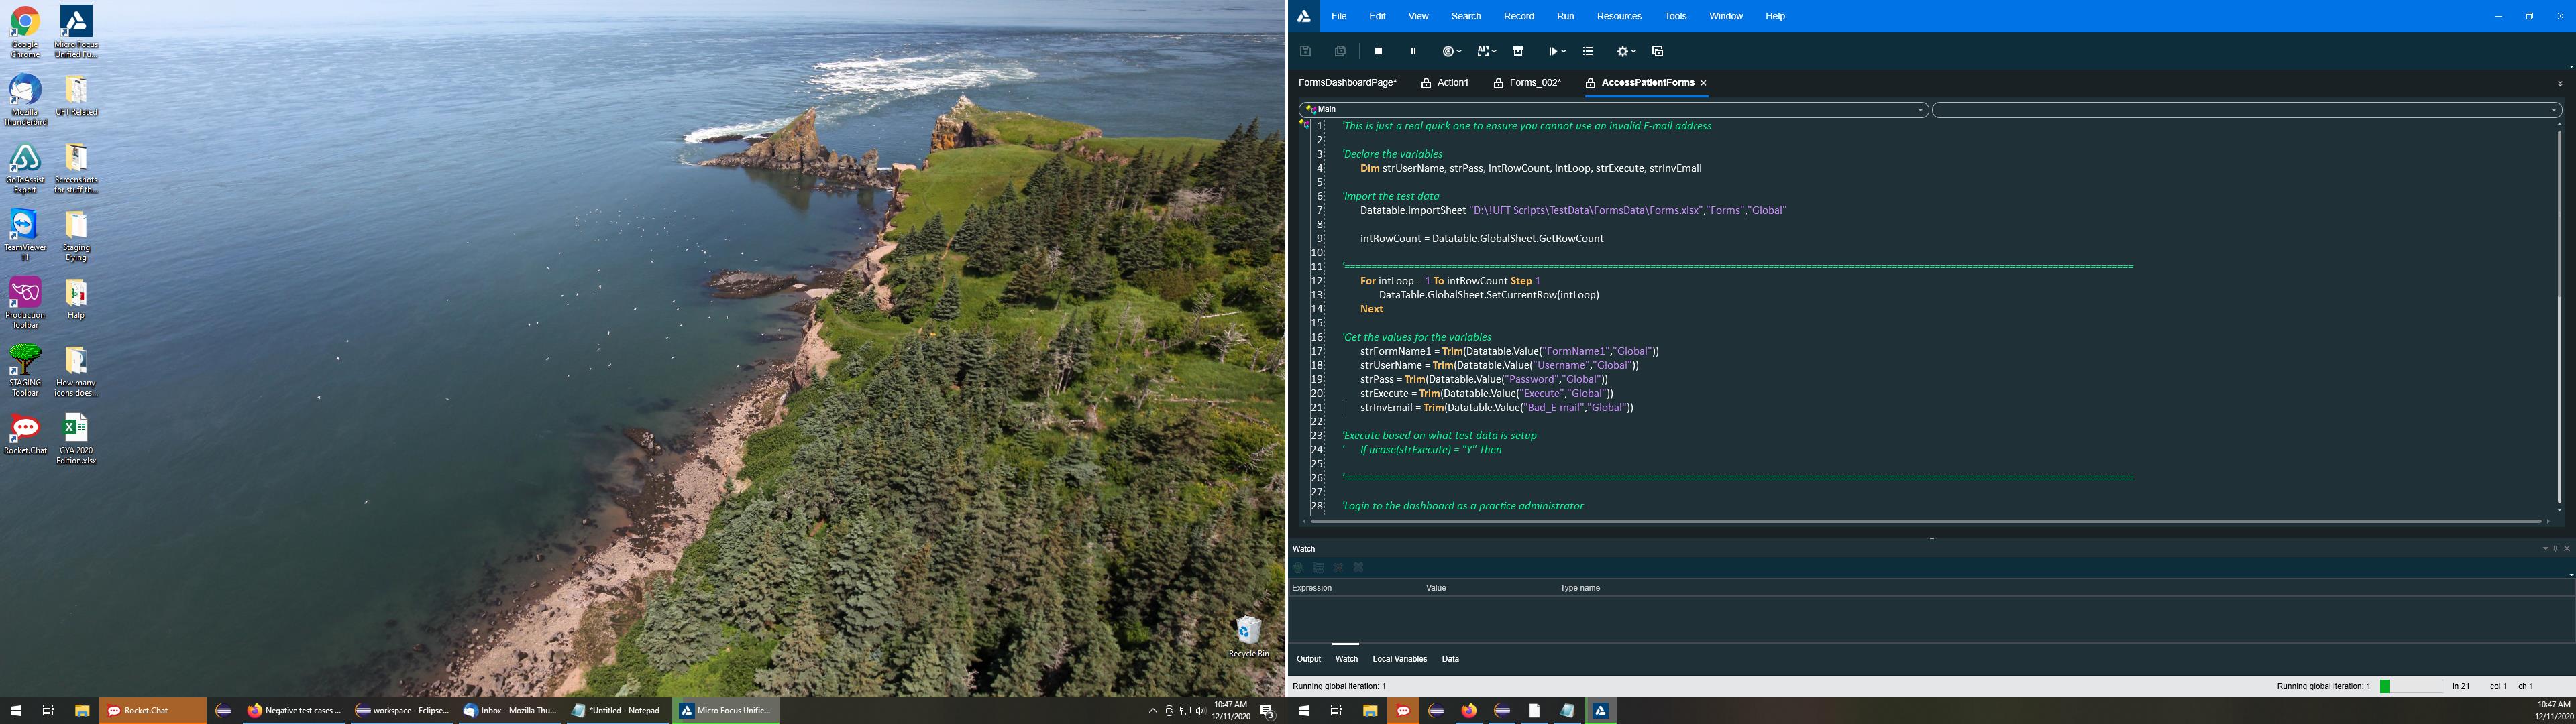 Google
Chrome
Micro Focus
Unified Fu...
Mozilla
Thunderbird
UFT Related
GoToAssist
Expert
Screenshots
for stuff th...
TeamViewer
11
Staging
Dying
Production
Toolbar
Halp
STAGING
Toolbar
How many
icons does...
Rocket.Chat
CYA 2020
Edition.xlsx
Recycle Bin
Rocket.Chat
Negative test cases ...
workspace - Eclipse...
Inbox - Mozilla Thu...
*Untitled - Notepad
Micro Focus Unifie...
10:47 AM
12/11/2020
3
File Edit View Search Record Run Resources Tools Window Help
AI
FormsDashboardPage* Action1 Forms_002* AccessPatientForms
Main
1 'This is just a real quick one to ensure you cannot use an invalid E-mail address
2
3 'Declare the variables
4 Dim strUserName, strPass, intRowCount, intLoop, strExecute, strInvEmail
5
6 'Import the test data
7 Datatable.ImportSheet "D:\!UFT Scripts\TestData\FormsData\Forms.xlsx","Forms","Global"
8
9 intRowCount = Datatable.GlobalSheet.GetRowCount
10
11 '==================================================================
12 For intLoop = 1 To intRowCount Step 1
13 DataTable.GlobalSheet.SetCurrentRow(intLoop)
14 Next
15
16 'Get the values for the variables
17 strFormName1 = Trim(Datatable.Value("FormName1","Global"))
18 strUserName = Trim(Datatable.Value("Username","Global"))
19 strPass = Trim(Datatable.Value("Password","Global"))
20 strExecute = Trim(Datatable.Value("Execute","Global"))
21 strInvEmail = Trim(Datatable.Value("Bad_E-mail","Global"))
22
23 'Execute based on what test data is setup
24 ' If ucase(strExecute) = "Y" Then
25
26 '==================================================================
27
28 'Login to the dashboard as a practice administrator
Watch
Expression Value Type name
Output Watch Local Variables Data
Running global iteration: 1
Running global iteration: 1 ln 21 col 1 ch 1
10:47 AM
12/11/2020